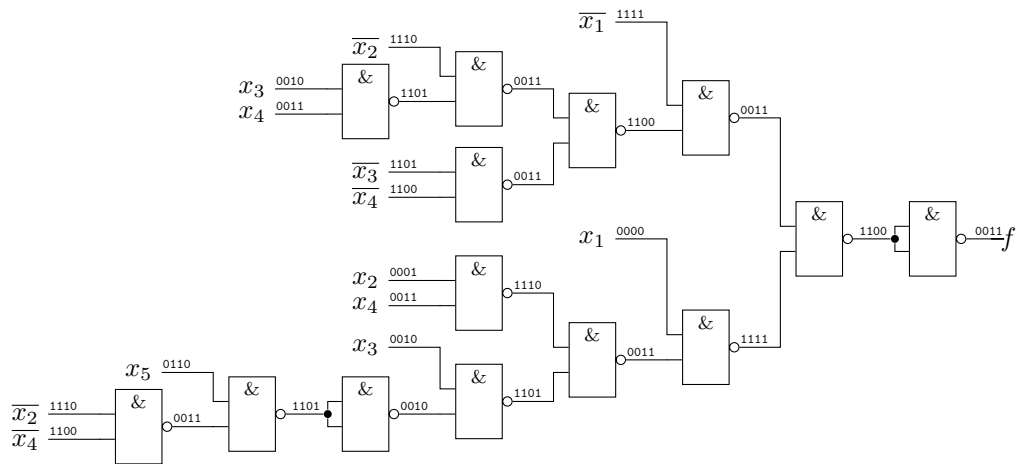 x̅₁ 1111
&
x̅₂ 1110
&
0011
&
x₃ 0010
1101
x₄ 0011
&
1100
0011
&
x̅₃ 1101
x̅₄ 1100
0011
&
1100
&
0011 f
x₁ 0000
&
x₂ 0001
x₄ 0011
1110
&
1111
x₃ 0010
&
0011
x₅ 0110
&
&
1101
x̅₂ 1110
&
0011
1101
0010
x̅₄ 1100